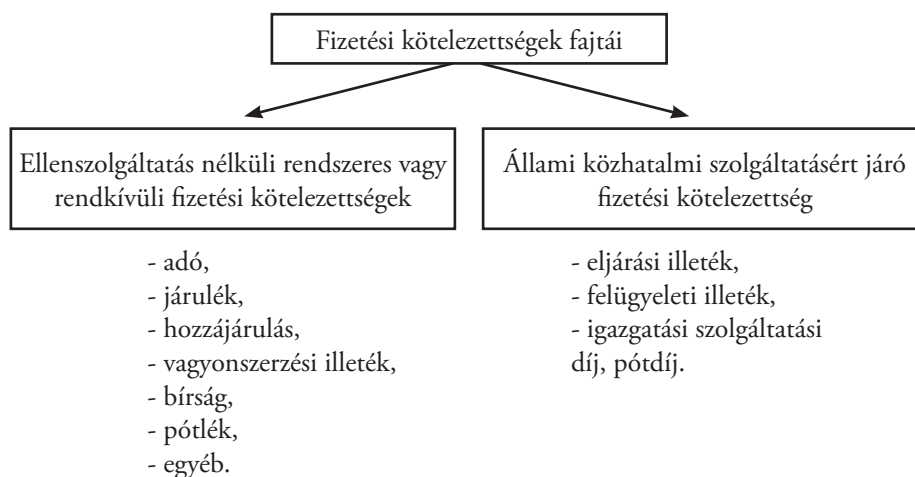 Fizetési kötelezettségek fajtái
Ellenszolgáltatás nélküli rendszeres vagy
rendkívüli fizetési kötelezettségek
- adó,
- járulék,
- hozzájárulás,
- vagyonszerzési illeték,
- bírság,
- pótlék,
- egyéb.
Állami közhatalmi szolgáltatásért járó
fizetési kötelezettség
- eljárási illeték,
- felügyeleti illeték,
- igazgatási szolgáltatási
díj, pótdíj.